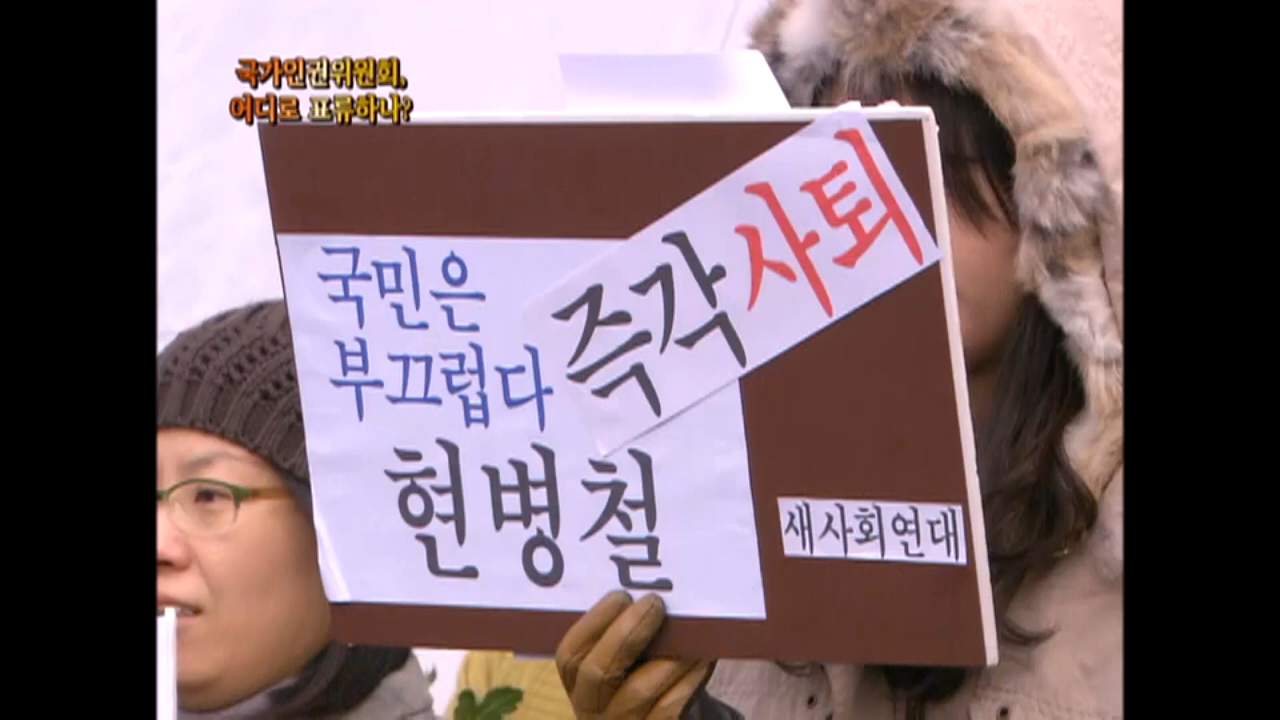 국가인권위원회,
어디로 표류하나?
국민은
부끄럽다
현병철
즉각 사퇴
새사회연대